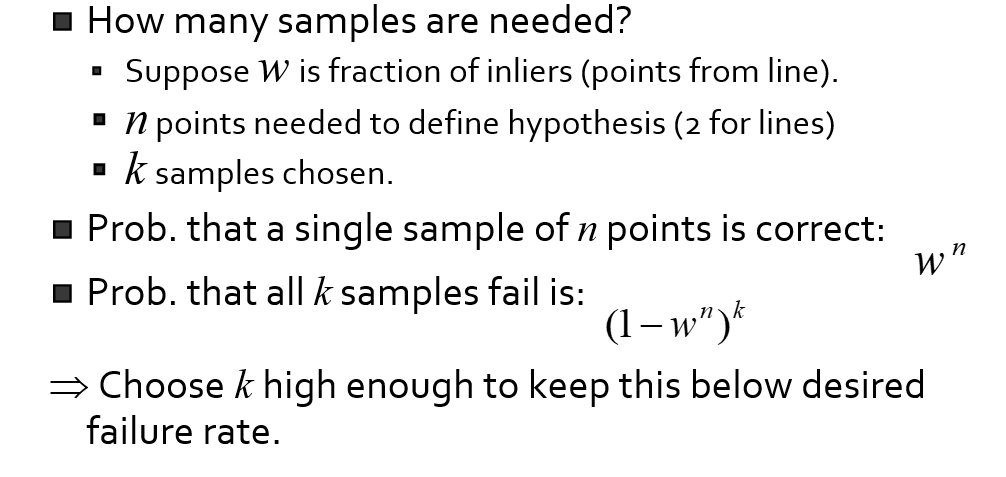 ■ How many samples are needed?
▪ Suppose w is fraction of inliers (points from line).
▪ n points needed to define hypothesis (2 for lines)
▪ k samples chosen.
■ Prob. that a single sample of n points is correct: wⁿ
■ Prob. that all k samples fail is: (1 − wⁿ)ᵏ
⇒ Choose k high enough to keep this below desired
failure rate.